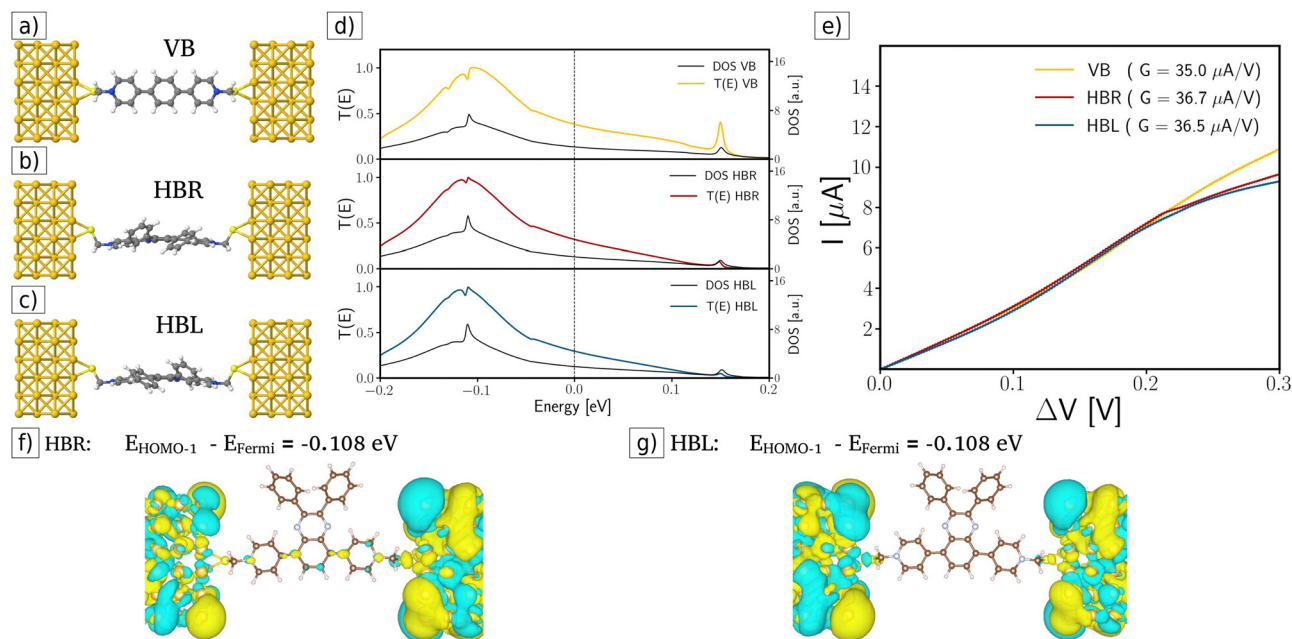 a)
VB
b)
HBR
c)
HBL
d)
DOS VB
T(E) VB
T(E)
1.0
0.5
0.0
DOS [a.u.]
16
8
0
DOS HBR
T(E) HBR
T(E)
1.0
0.5
0.0
DOS [a.u.]
16
8
0
DOS HBL
T(E) HBL
T(E)
1.0
0.5
0.0
DOS [a.u.]
16
8
0
−0.2 −0.1 0.0 0.1 0.2
Energy [eV]
e)
VB ( G = 35.0 μA/V)
HBR ( G = 36.7 μA/V)
HBL ( G = 36.5 μA/V)
I [μA]
14
12
10
8
6
4
2
0.0 0.1 0.2 0.3
ΔV [V]
f) HBR: E_HOMO-1 - E_Fermi = -0.108 eV
g) HBL: E_HOMO-1 - E_Fermi = -0.108 eV